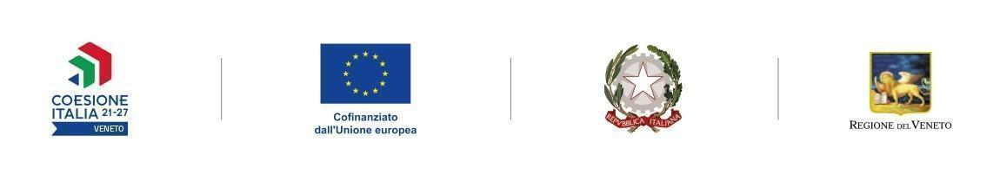 COESIONE
ITALIA 21-27
VENETO
Cofinanziato
dall'Unione europea
REPVBBLICA ITALIANA
REGIONE DEL VENETO